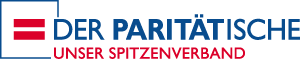 DER PARITÄTISCHE
UNSER SPITZENVERBAND